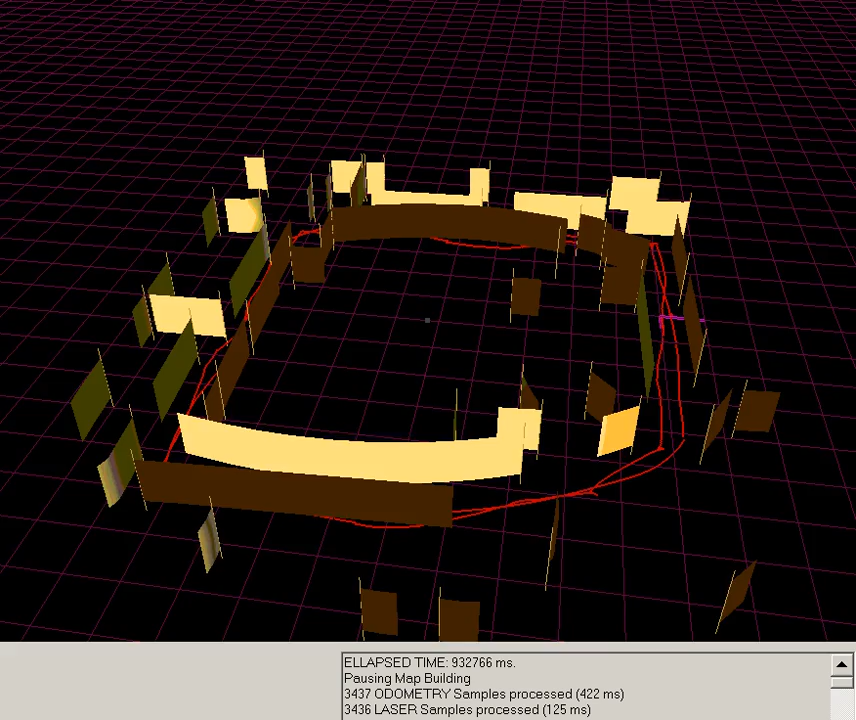 ELLAPSED TIME: 932766 ms.
Pausing Map Building
3437 ODOMETRY Samples processed (422 ms)
3436 LASER Samples processed (125 ms)